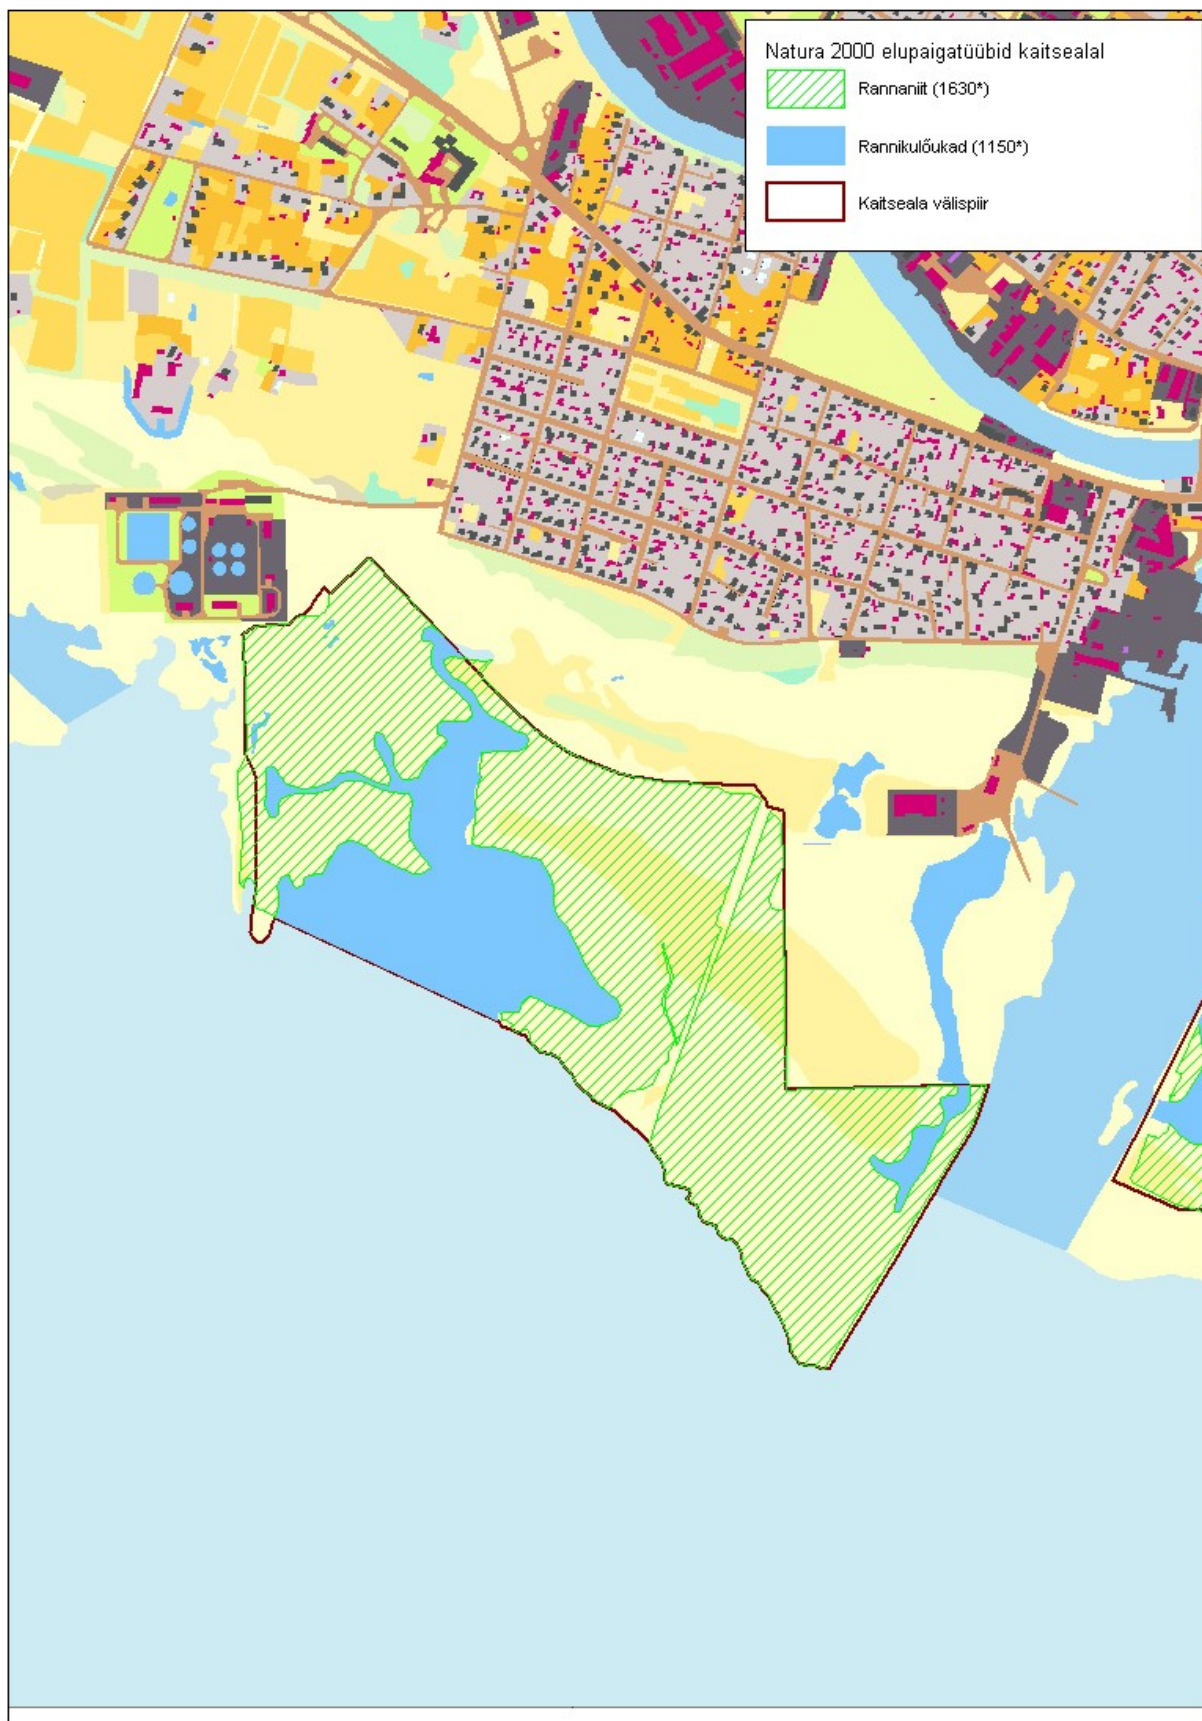 Natura 2000 elupaigatüübid kaitsealal
Rannaniit (1630*)
Rannikulõukad (1150*)
Kaitseala välispiir